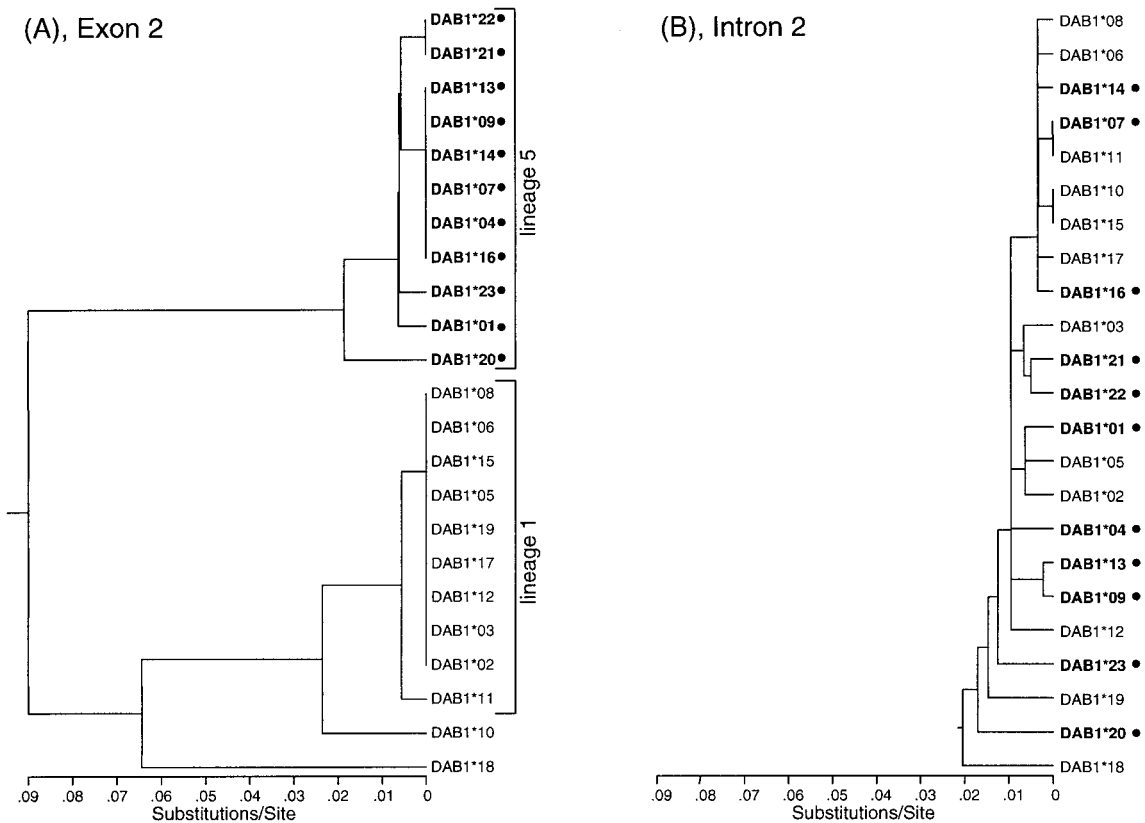 (A), Exon 2
DAB1*22●
DAB1*21●
DAB1*13●
DAB1*09●
DAB1*14●
DAB1*07●
DAB1*04●
DAB1*16●
DAB1*23●
DAB1*01●
DAB1*20●
lineage 5
DAB1*08
DAB1*06
DAB1*15
DAB1*05
DAB1*19
DAB1*17
DAB1*12
DAB1*03
DAB1*02
DAB1*11
lineage 1
DAB1*10
DAB1*18
.09 .08 .07 .06 .05 .04 .03 .02 .01 0
Substitutions/Site
(B), Intron 2
DAB1*08
DAB1*06
DAB1*14 ●
DAB1*07 ●
DAB1*11
DAB1*10
DAB1*15
DAB1*17
DAB1*16 ●
DAB1*03
DAB1*21 ●
DAB1*22 ●
DAB1*01 ●
DAB1*05
DAB1*02
DAB1*04 ●
DAB1*13 ●
DAB1*09 ●
DAB1*12
DAB1*23 ●
DAB1*19
DAB1*20 ●
DAB1*18
.09 .08 .07 .06 .05 .04 .03 .02 .01 0
Substitutions/Site